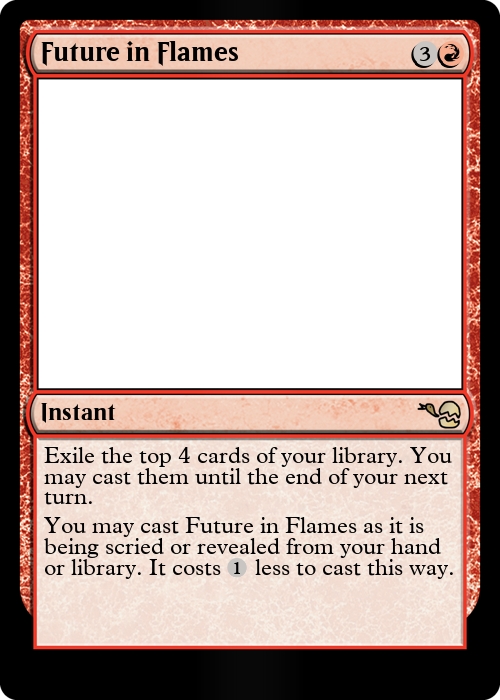 Future in Flames 3
Instant
Exile the top 4 cards of your library. You
may cast them until the end of your next
turn.
You may cast Future in Flames as it is
being scried or revealed from your hand
or library. It costs 1 less to cast this way.